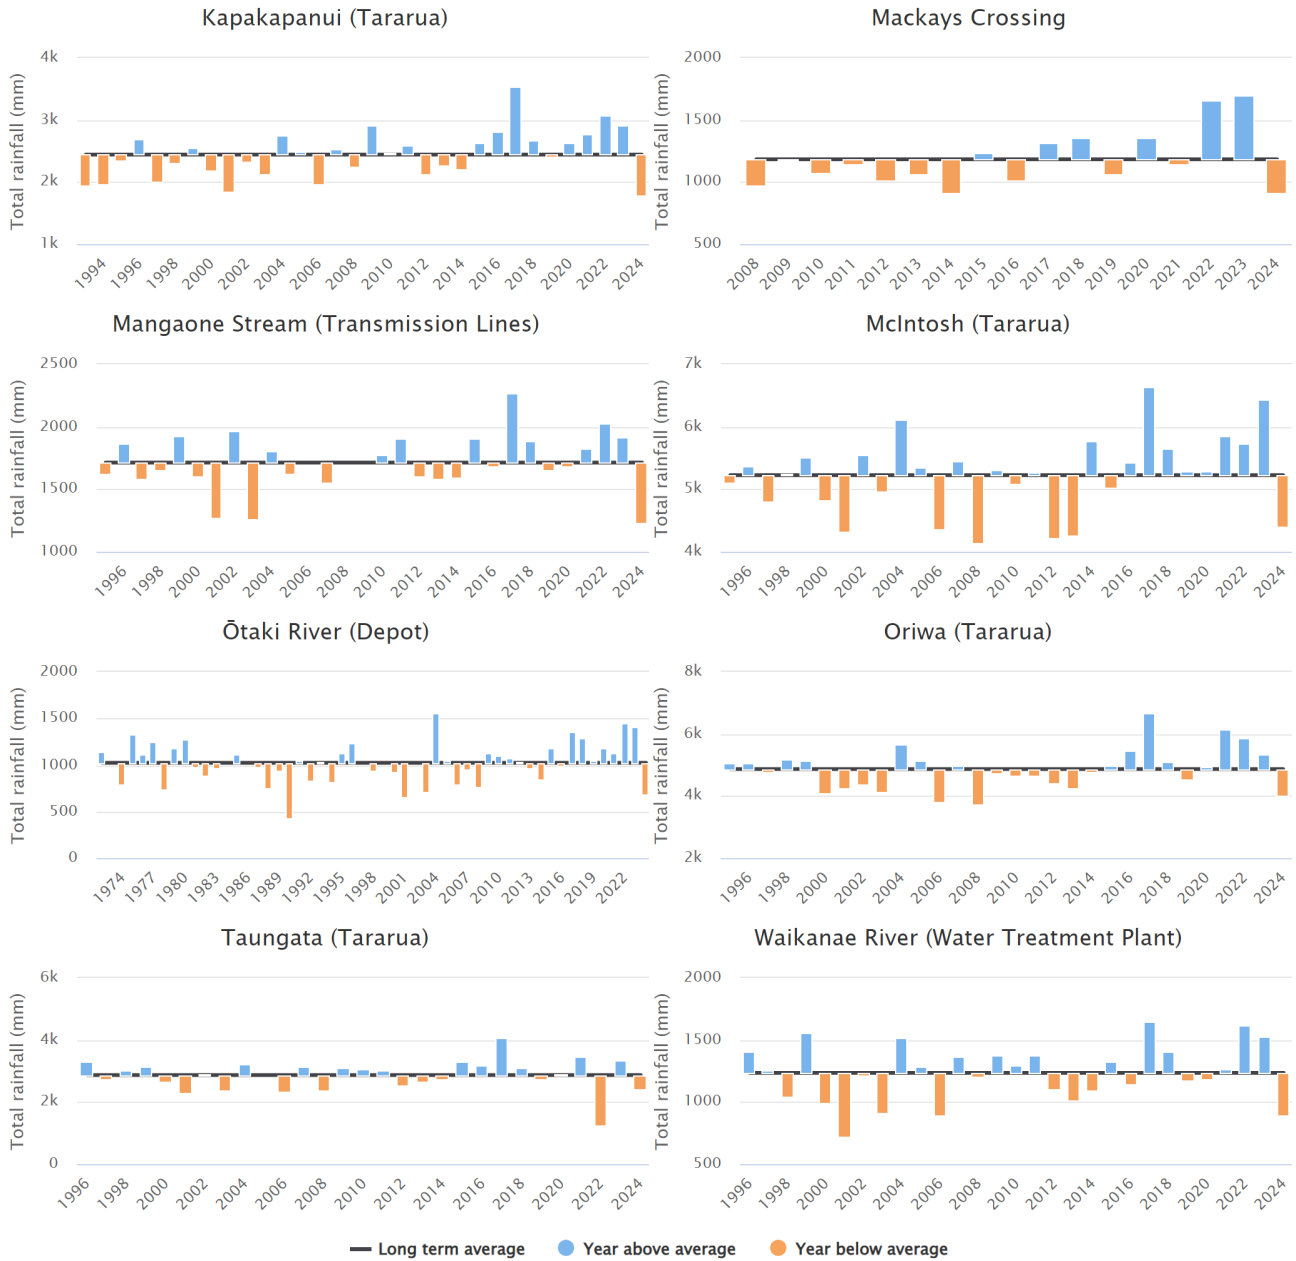 Kapakapanui (Tararua)
Total rainfall (mm)
4k
3k
2k
1k
1994 1996 1998 2000 2002 2004 2006 2008 2010 2012 2014 2016 2018 2020 2022 2024
Mackays Crossing
Total rainfall (mm)
2000
1500
1000
500
2008 2009 2010 2011 2012 2013 2014 2015 2016 2017 2018 2019 2020 2021 2022 2023 2024
Mangaone Stream (Transmission Lines)
Total rainfall (mm)
2500
2000
1500
1000
1996 1998 2000 2002 2004 2006 2008 2010 2012 2014 2016 2018 2020 2022 2024
McIntosh (Tararua)
Total rainfall (mm)
7k
6k
5k
4k
1996 1998 2000 2002 2004 2006 2008 2010 2012 2014 2016 2018 2020 2022 2024
Ōtaki River (Depot)
Total rainfall (mm)
2000
1500
1000
500
0
1974 1977 1980 1983 1986 1989 1992 1995 1998 2001 2004 2007 2010 2013 2016 2019 2022
Oriwa (Tararua)
Total rainfall (mm)
8k
6k
4k
2k
1996 1998 2000 2002 2004 2006 2008 2010 2012 2014 2016 2018 2020 2022 2024
Taungata (Tararua)
Total rainfall (mm)
6k
4k
2k
0
1996 1998 2000 2002 2004 2006 2008 2010 2012 2014 2016 2018 2020 2022 2024
Waikanae River (Water Treatment Plant)
Total rainfall (mm)
2000
1500
1000
500
1996 1998 2000 2002 2004 2006 2008 2010 2012 2014 2016 2018 2020 2022 2024
Long term average Year above average Year below average